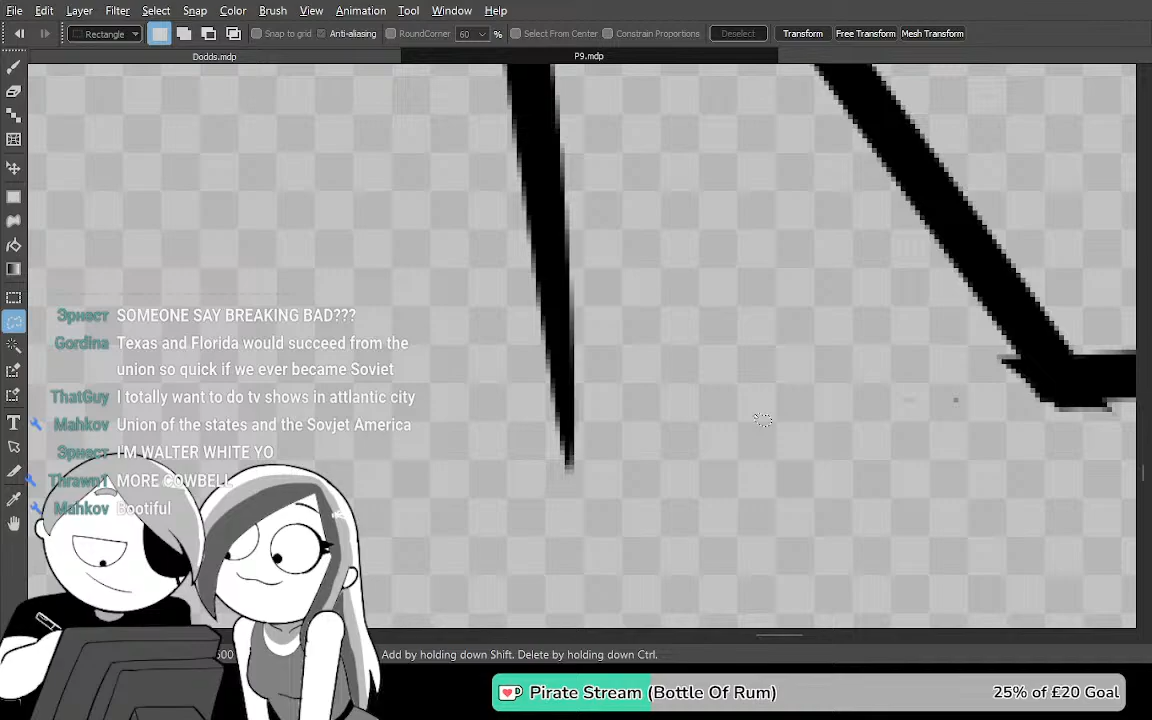 File Edit Layer Filter Select Snap Color Brush View Animation Tool Window Help
Rectangle Snap to grid Anti-aliasing RoundCorner 60 % Select From Center Constrain Proportions Deselect Transform Free Transform Mesh Transform
Dodds.mdp P9.mdp
Эрнест SOMEONE SAY BREAKING BAD???
Gordina Texas and Florida would succeed from the
union so quick if we ever became Soviet
ThatGuy I totally want to do tv shows in attlantic city
Mahkov Union of the states and the Sovjet America
Эрнест I'M WALTER WHITE YO
ThrawnT MORE COWBELL
Mahkov Bootiful
Add by holding down Shift. Delete by holding down Ctrl.
Pirate Stream (Bottle Of Rum) 25% of £20 Goal